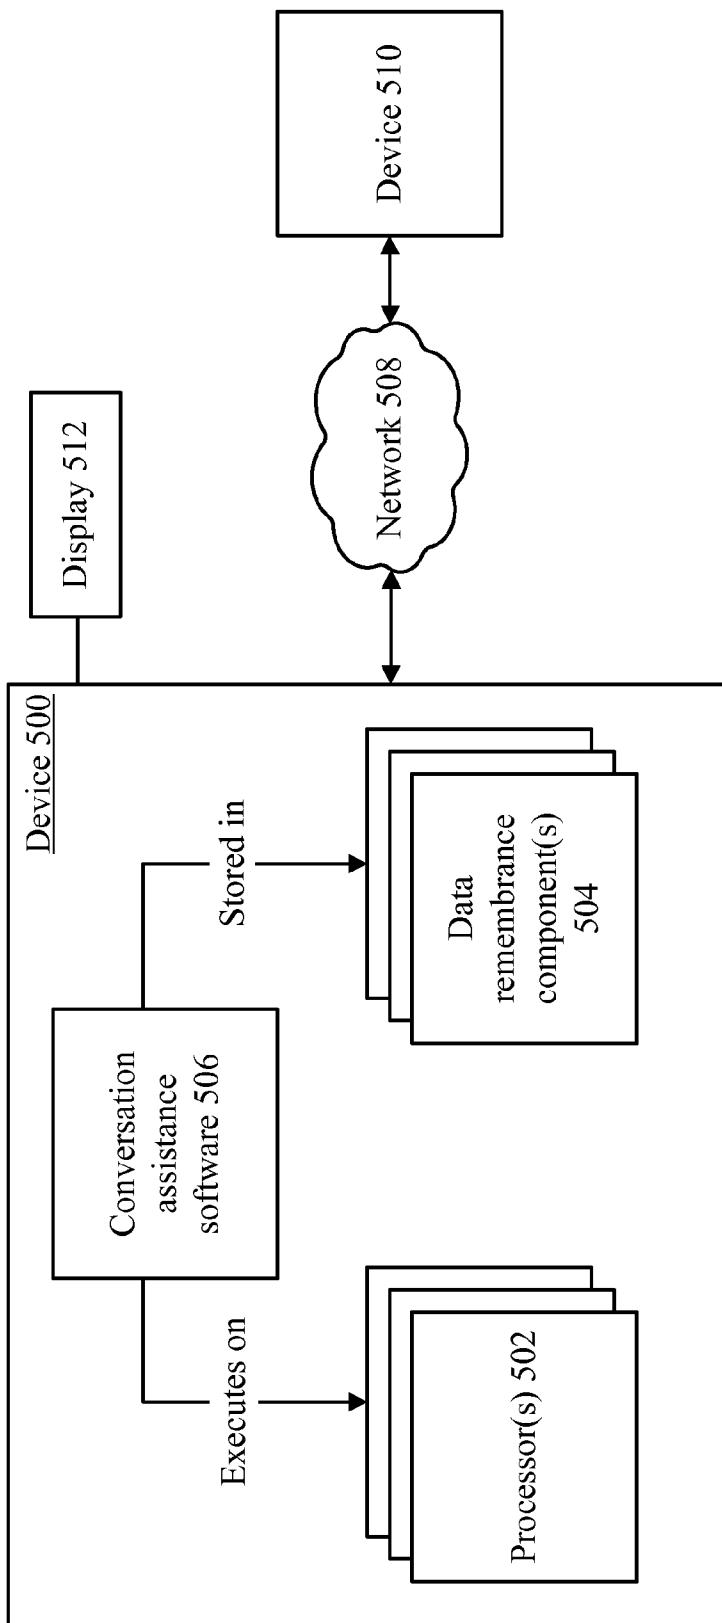 Device 500
Conversation
assistance
software 506
Executes on
Stored in
Processor(s) 502
Data
remembrance
component(s)
504
Display 512
Network 508
Device 510